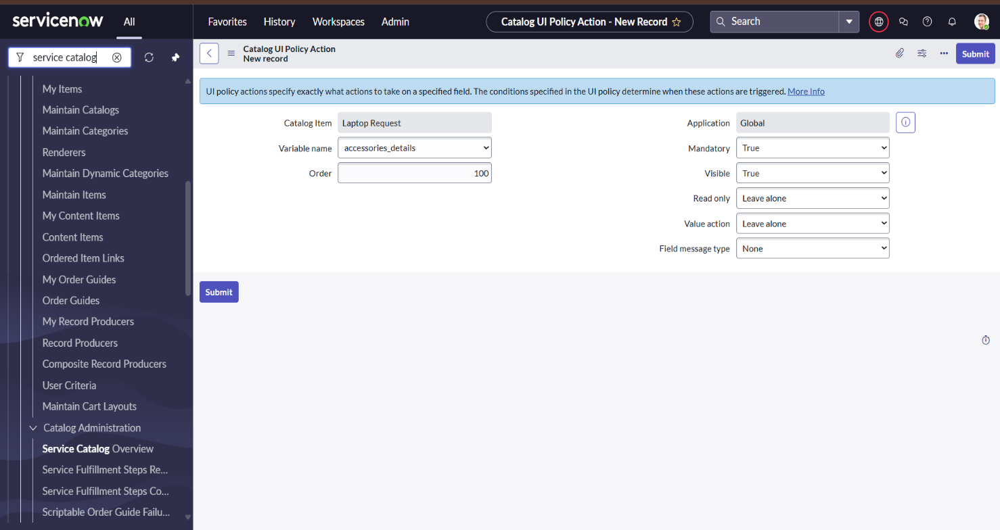 servicenow
All
Favorites
History
Workspaces
Admin
Catalog UI Policy Action - New Record
Search
service catalog
My Items
Maintain Catalogs
Maintain Categories
Renderers
Maintain Dynamic Categories
Maintain Items
My Content Items
Content Items
Ordered Item Links
My Order Guides
Order Guides
My Record Producers
Record Producers
Composite Record Producers
User Criteria
Maintain Cart Layouts
Catalog Administration
Service Catalog Overview
Service Fulfillment Steps Re...
Service Fulfillment Steps Co...
Scriptable Order Guide Failu...
Catalog UI Policy Action
New record
Submit
UI policy actions specify exactly what actions to take on a specified field. The conditions specified in the UI policy determine when these actions are triggered. More Info
Catalog Item Laptop Request
Variable name accessories_details
Order 100
Application Global
Mandatory True
Visible True
Read only Leave alone
Value action Leave alone
Field message type None
Submit